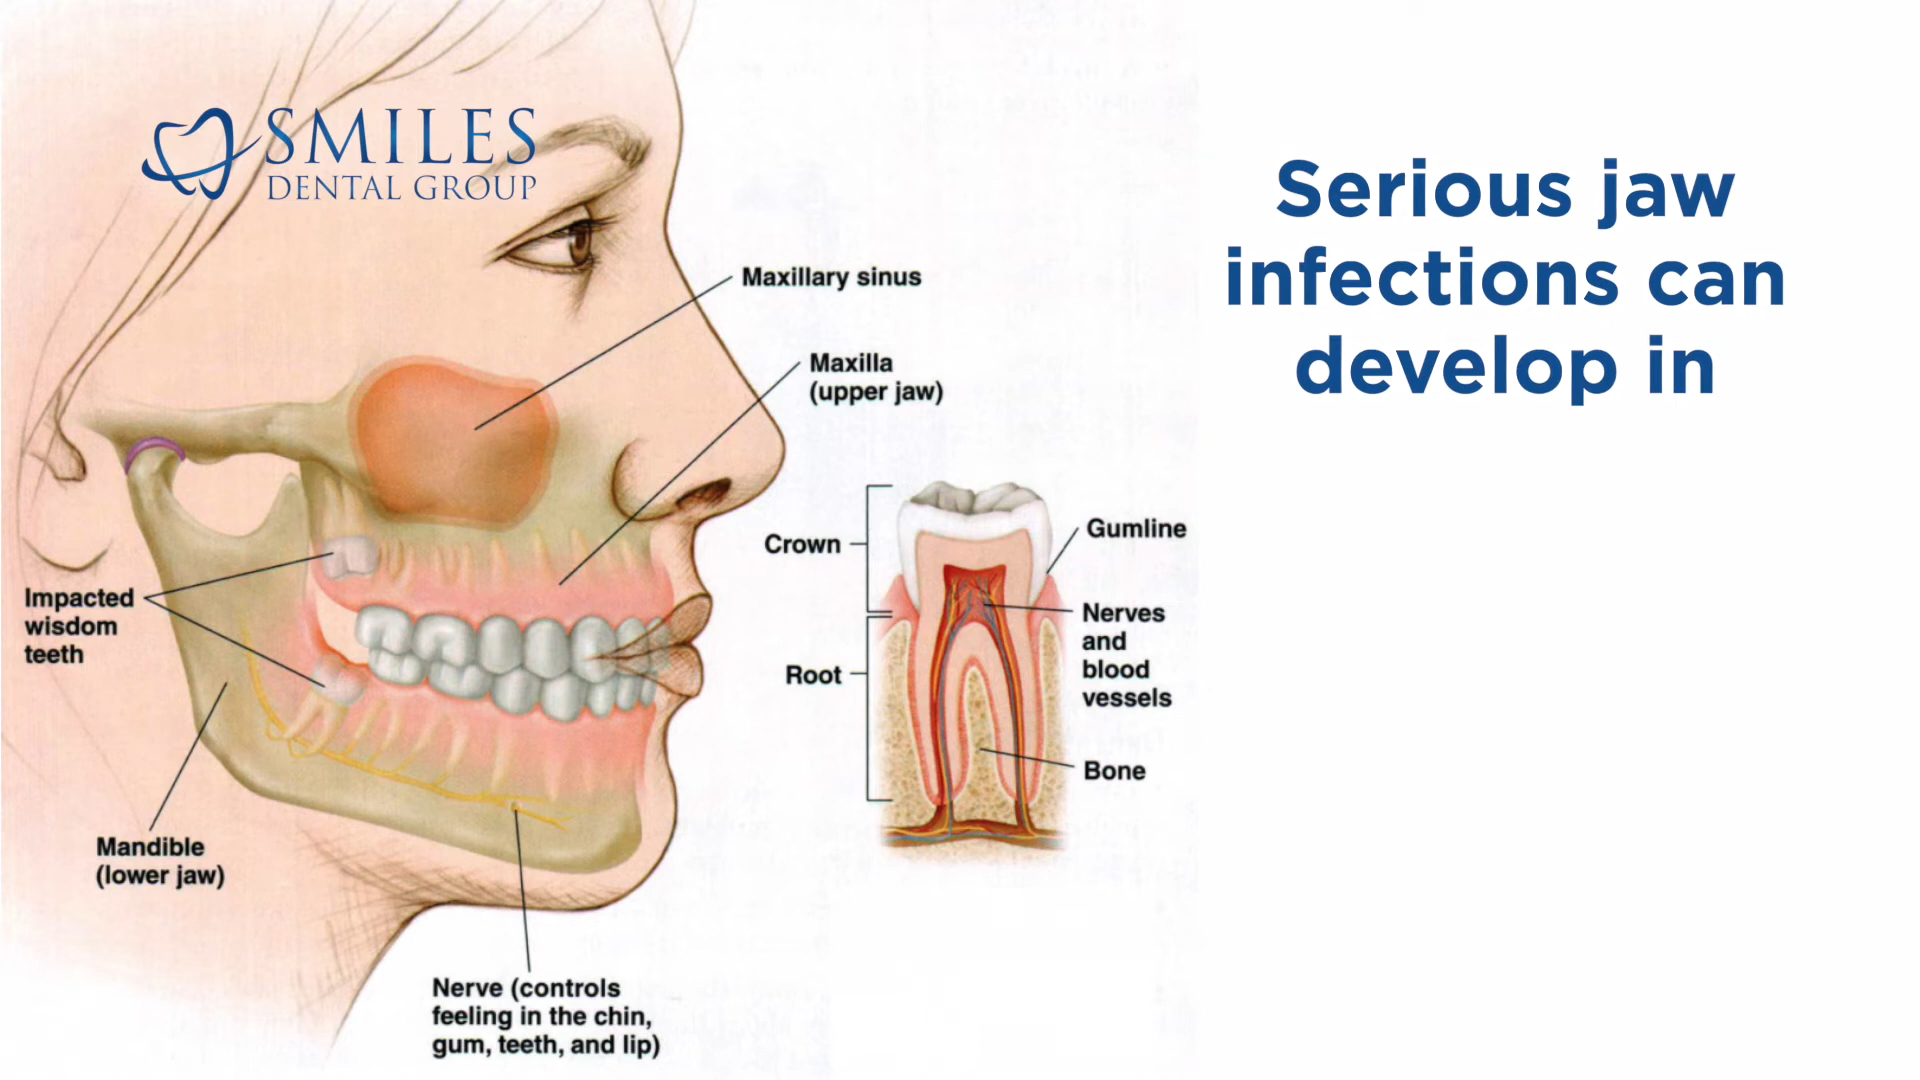 SMILES
DENTAL GROUP
Serious jaw
infections can
develop in
Maxillary sinus
Maxilla
(upper jaw)
Crown
Gumline
Impacted
wisdom
teeth
Nerves
and
blood
vessels
Root
Bone
Mandible
(lower jaw)
Nerve (controls
feeling in the chin,
gum, teeth, and lip)